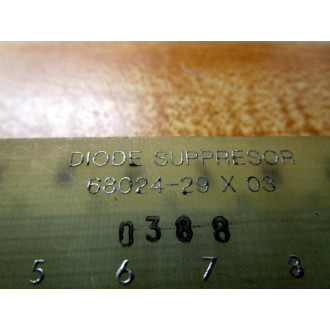 DIODE SUPPRESOR
68024-29 X 03
0388
5 6 7 8